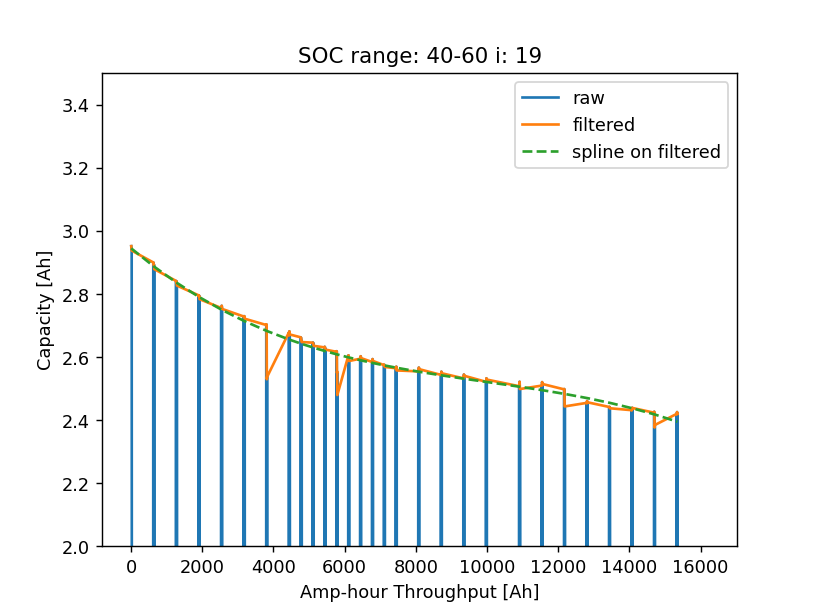 SOC range: 40-60 i: 19
raw
filtered
spline on filtered
Capacity [Ah]
3.4
3.2
3.0
2.8
2.6
2.4
2.2
2.0
0 2000 4000 6000 8000 10000 12000 14000 16000
Amp-hour Throughput [Ah]